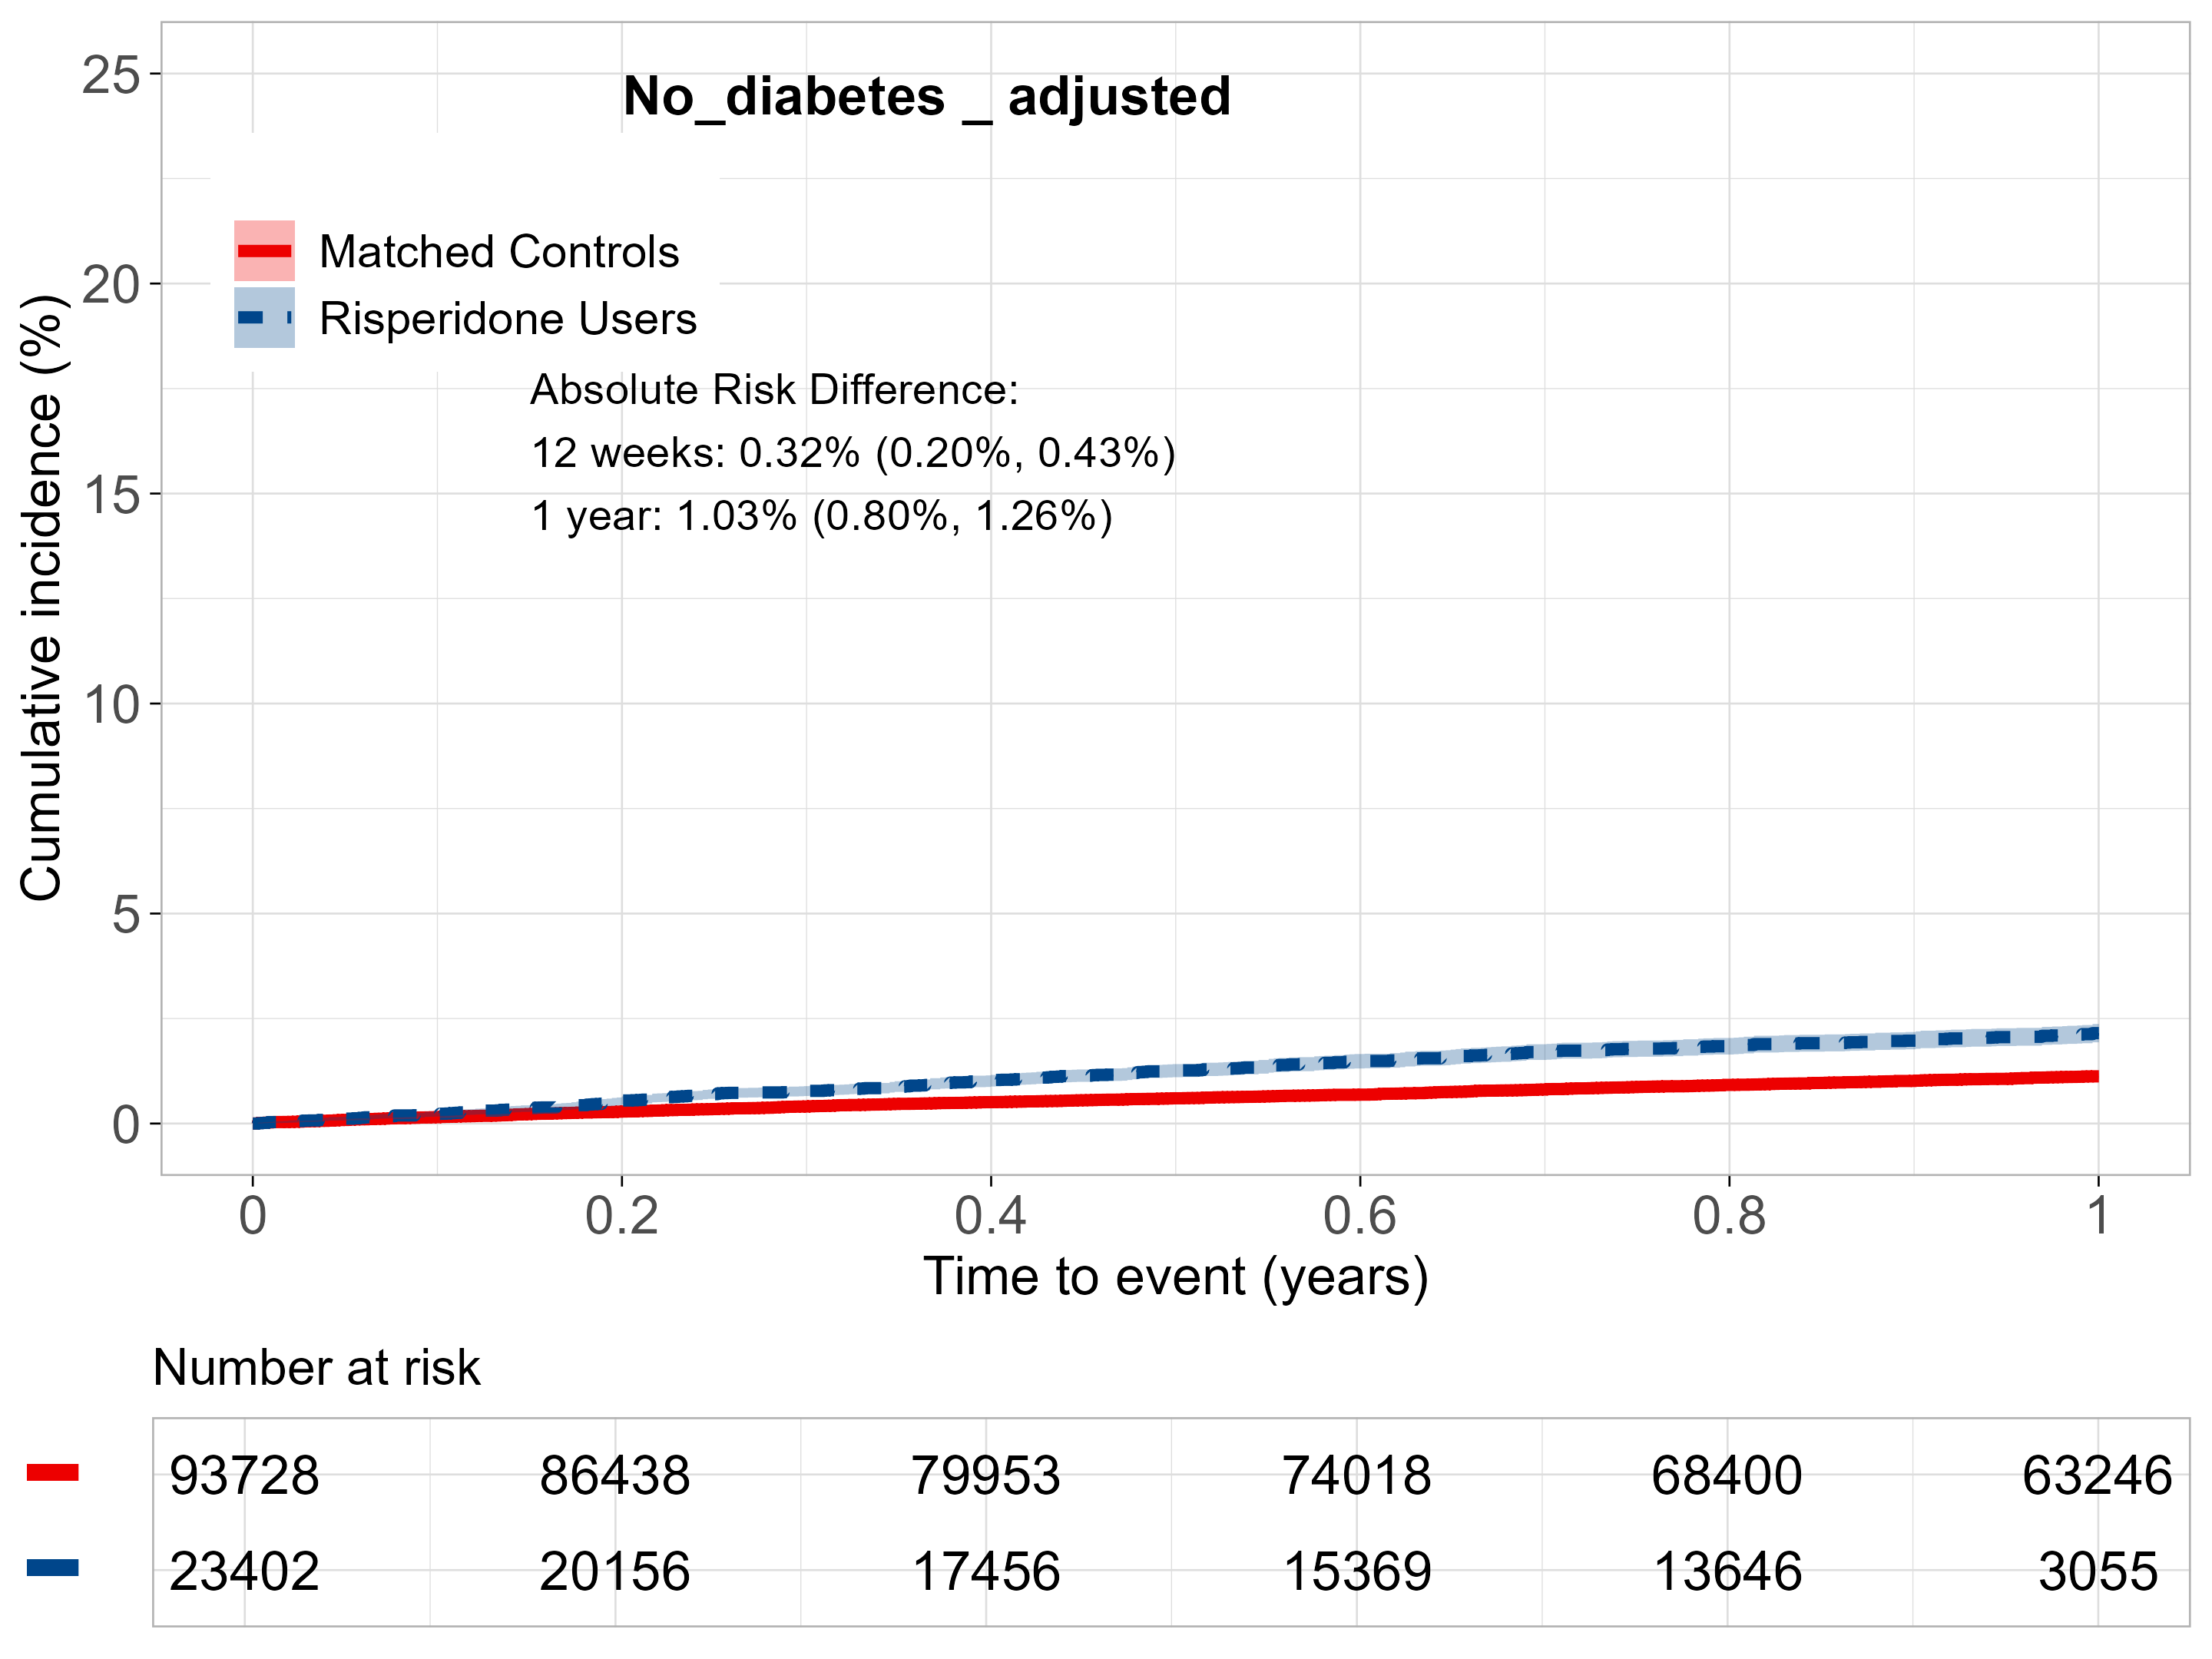 No_diabetes _ adjusted
Matched Controls
Risperidone Users
Absolute Risk Difference:
12 weeks: 0.32% (0.20%, 0.43%)
1 year: 1.03% (0.80%, 1.26%)
Cumulative incidence (%)
25
20
15
10
5
0
0 0.2 0.4 0.6 0.8 1
Time to event (years)
Number at risk
93728 86438 79953 74018 68400 63246
23402 20156 17456 15369 13646 3055